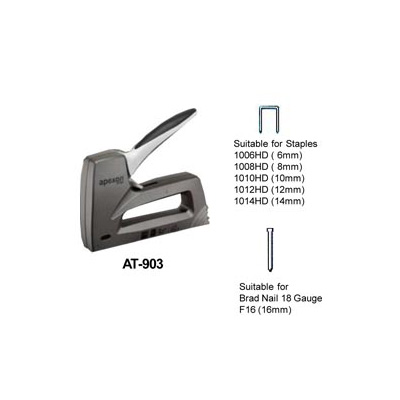 apexon
AT-903
Suitable for Staples
1006HD ( 6mm)
1008HD ( 8mm)
1010HD (10mm)
1012HD (12mm)
1014HD (14mm)
Suitable for
Brad Nail 18 Gauge
F16 (16mm)